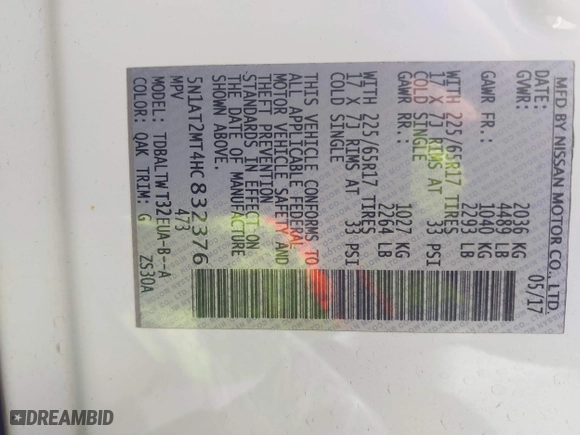 MFD BY NISSAN MOTOR CO., LTD.
DATE: 05/17
GVWR: 2036 KG
4489 LB
GAWR FR: 1040 KG
2293 LB
WITH 225/65R17 TIRES
17 X 7J RIMS AT 33 PSI
COLD SINGLE
GAWR RR: 1027 KG
2264 LB
WITH 225/65R17 TIRES
17 X 7J RIMS AT 33 PSI
COLD SINGLE
THIS VEHICLE CONFORMS TO
ALL APPLICABLE FEDERAL
MOTOR VEHICLE SAFETY AND
THEFT PREVENTION
STANDARDS IN EFFECT ON
THE DATE OF MANUFACTURE
SHOWN ABOVE.
5N1AT2MT4HC832376
MPV 473
MODEL: TDBALTW T32EUA-B--A
COLOR: QAK TRIM: G ZS30A
DREAMBID